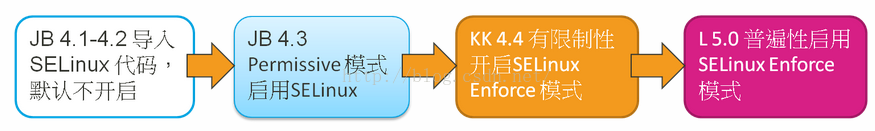 JB 4.1-4.2 导入
SELinux 代码，
默认不开启
JB 4.3
Permissive 模式
启用SELinux
KK 4.4 有限制性
开启SELinux
Enforce 模式
L 5.0 普遍性启用
SELinux Enforce
模式